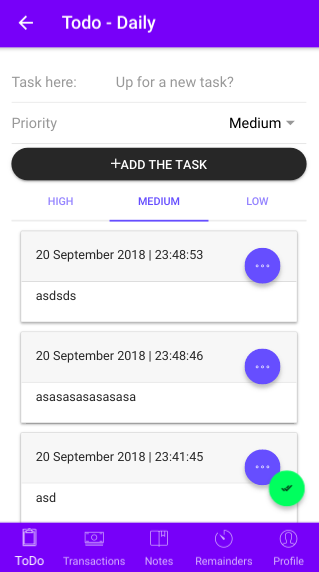 Todo - Daily
Task here: Up for a new task?
Priority Medium
+ADD THE TASK
HIGH MEDIUM LOW
20 September 2018 | 23:48:53
asdsds
20 September 2018 | 23:48:46
asasasasasasasa
20 September 2018 | 23:41:45
asd
ToDo Transactions Notes Remainders Profile